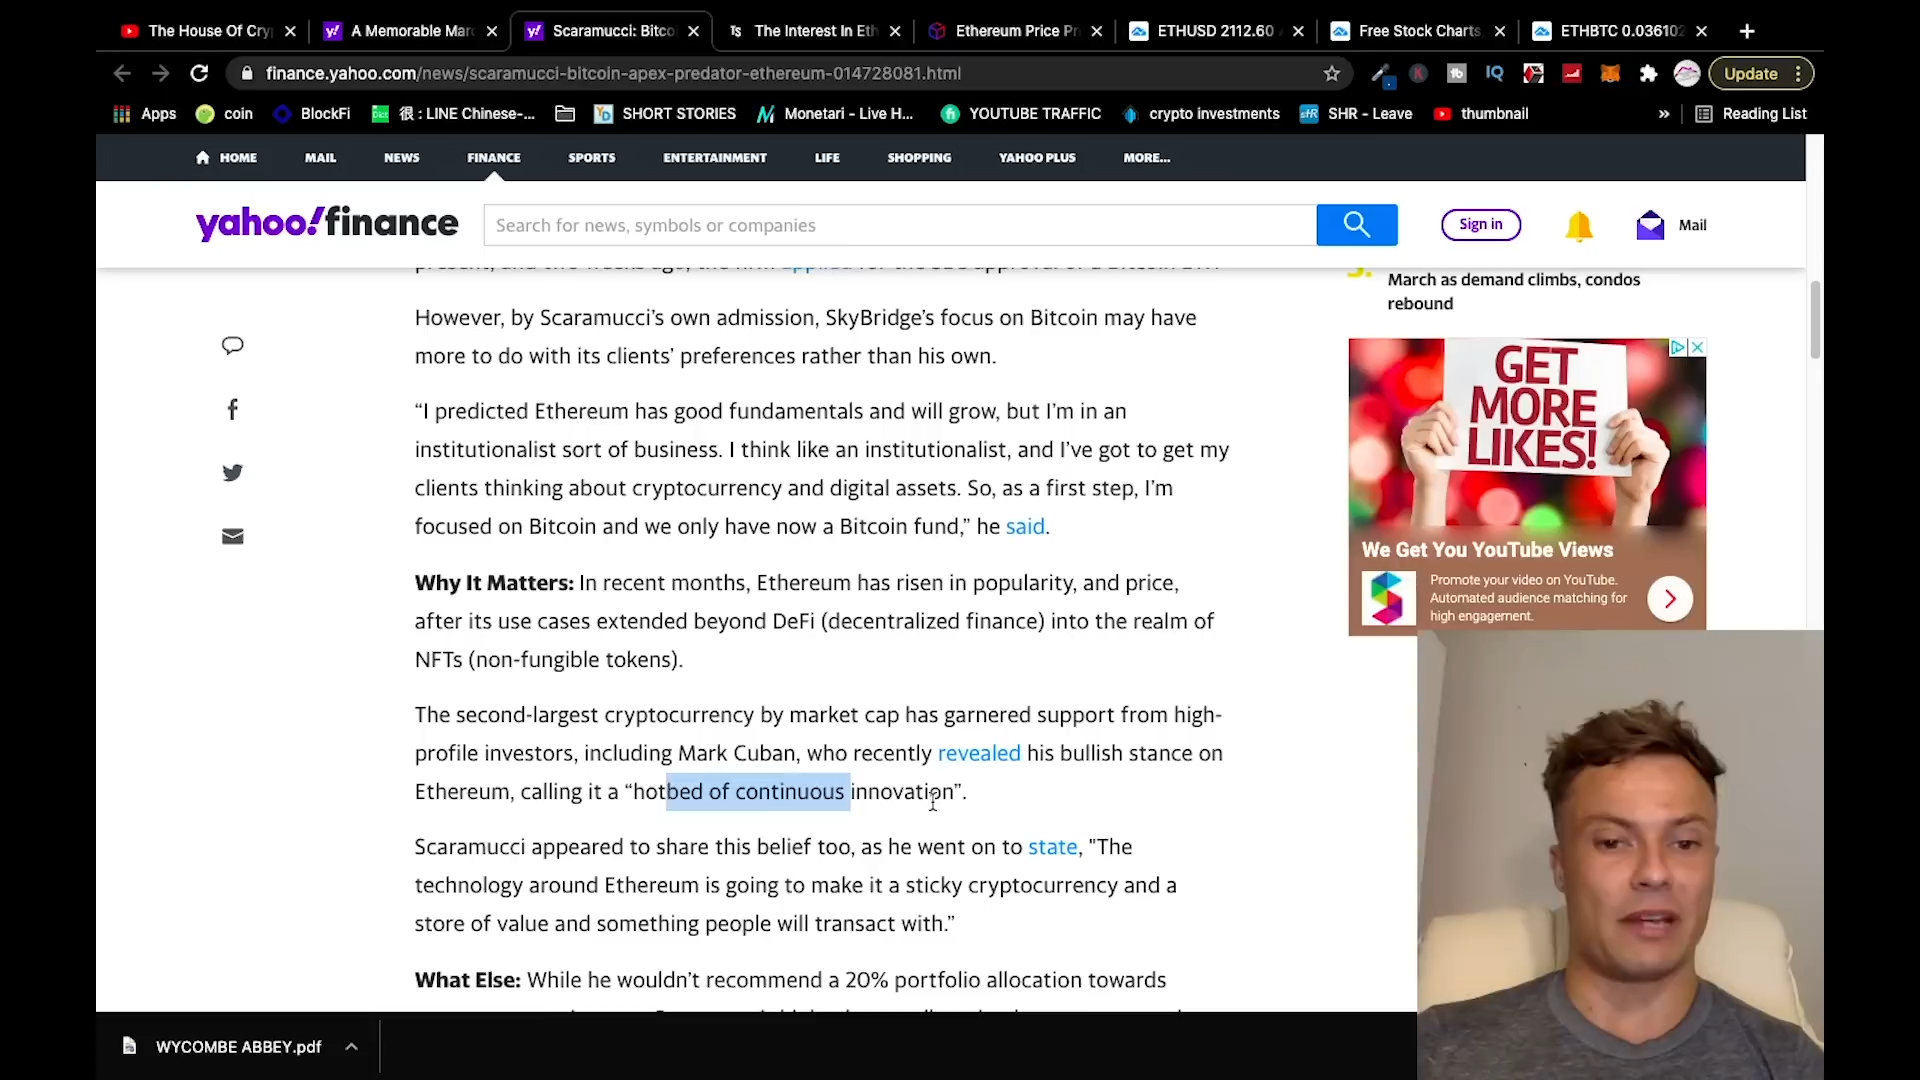 The House Of Cry
A Memorable Mar
Scaramucci: Bitco
Ts The Interest In Eth
Ethereum Price Pr
ETHUSD 2112.60
Free Stock Charts,
ETHBTC 0.036102
finance.yahoo.com/news/scaramucci-bitcoin-apex-predator-ethereum-014728081.html
IQ
Update
Apps
coin
BlockFi
很 : LINE Chinese-...
SHORT STORIES
Monetari - Live H...
YOUTUBE TRAFFIC
crypto investments
SHR - Leave
thumbnail
»
Reading List
HOME MAIL NEWS FINANCE SPORTS ENTERTAINMENT LIFE SHOPPING YAHOO PLUS MORE...
yahoo!finance
Search for news, symbols or companies
Sign in
Mail
March as demand climbs, condos
rebound
However, by Scaramucci’s own admission, SkyBridge’s focus on Bitcoin may have
more to do with its clients’ preferences rather than his own.
“I predicted Ethereum has good fundamentals and will grow, but I’m in an
institutionalist sort of business. I think like an institutionalist, and I’ve got to get my
clients thinking about cryptocurrency and digital assets. So, as a first step, I’m
focused on Bitcoin and we only have now a Bitcoin fund,” he said.
Why It Matters: In recent months, Ethereum has risen in popularity, and price,
after its use cases extended beyond DeFi (decentralized finance) into the realm of
NFTs (non-fungible tokens).
The second-largest cryptocurrency by market cap has garnered support from high-
profile investors, including Mark Cuban, who recently revealed his bullish stance on
Ethereum, calling it a “hotbed of continuous innovation”.
Scaramucci appeared to share this belief too, as he went on to state, "The
technology around Ethereum is going to make it a sticky cryptocurrency and a
store of value and something people will transact with.”
What Else: While he wouldn’t recommend a 20% portfolio allocation towards
GET
MORE
LIKES!
We Get You YouTube Views
Promote your video on YouTube.
Automated audience matching for
high engagement.
WYCOMBE ABBEY.pdf